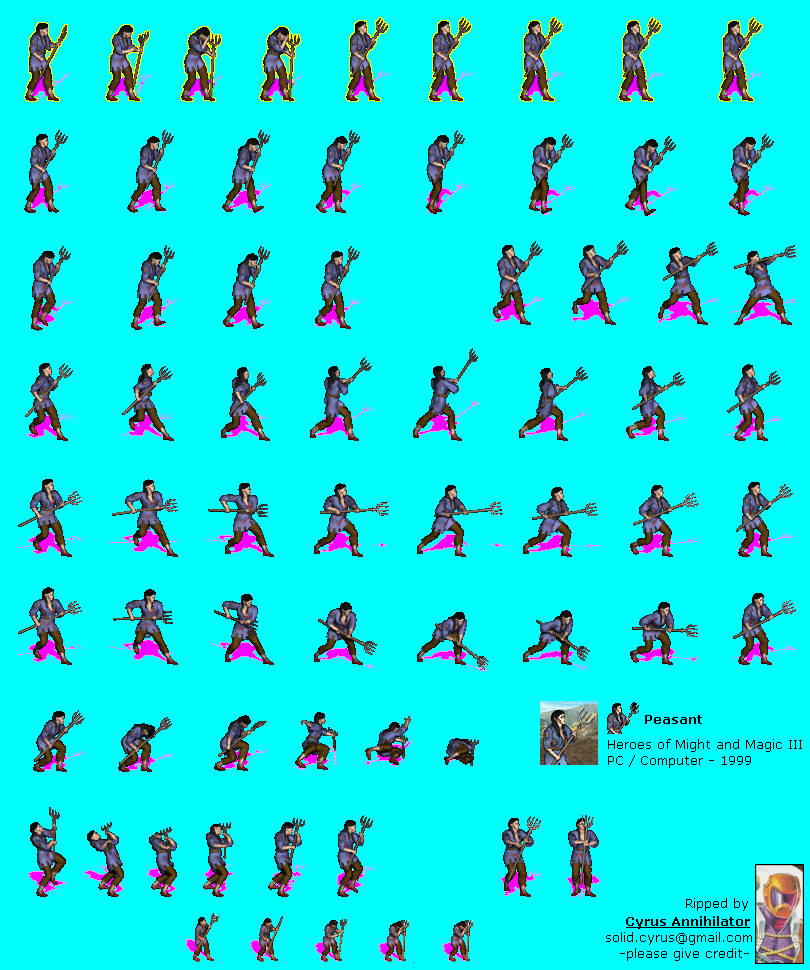 Peasant
Heroes of Might and Magic III
PC / Computer - 1999
Ripped by
Cyrus Annihilator
solid.cyrus@gmail.com
-please give credit-